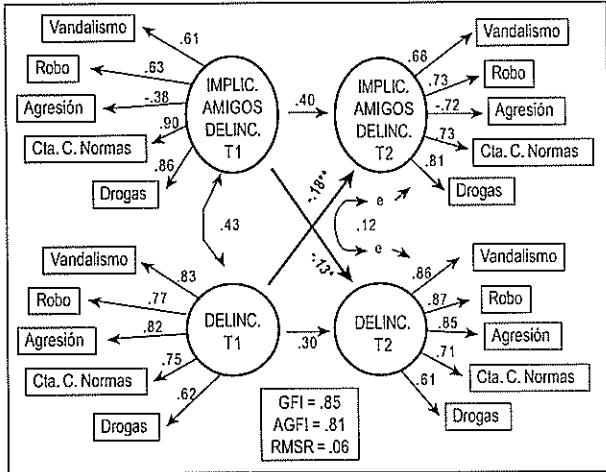 Vandalismo
.61
Robo
.63
Agresión
-.38
Cta. C. Normas
.90
Drogas
.86
IMPLIC.
AMIGOS
DELINC.
T1
.40
IMPLIC.
AMIGOS
DELINC.
T2
.68
Vandalismo
.73
Robo
-.72
Agresión
.73
Cta. C. Normas
.81
Drogas
.43
-.18**
-.13*
e
.12
e
Vandalismo
.83
Robo
.77
Agresión
.82
Cta. C. Normas
.75
Drogas
.62
DELINC.
T1
.30
DELINC.
T2
.86
Vandalismo
.87
Robo
.85
Agresión
.71
Cta. C. Normas
.61
Drogas
GFI = .85
AGFI = .81
RMSR = .06